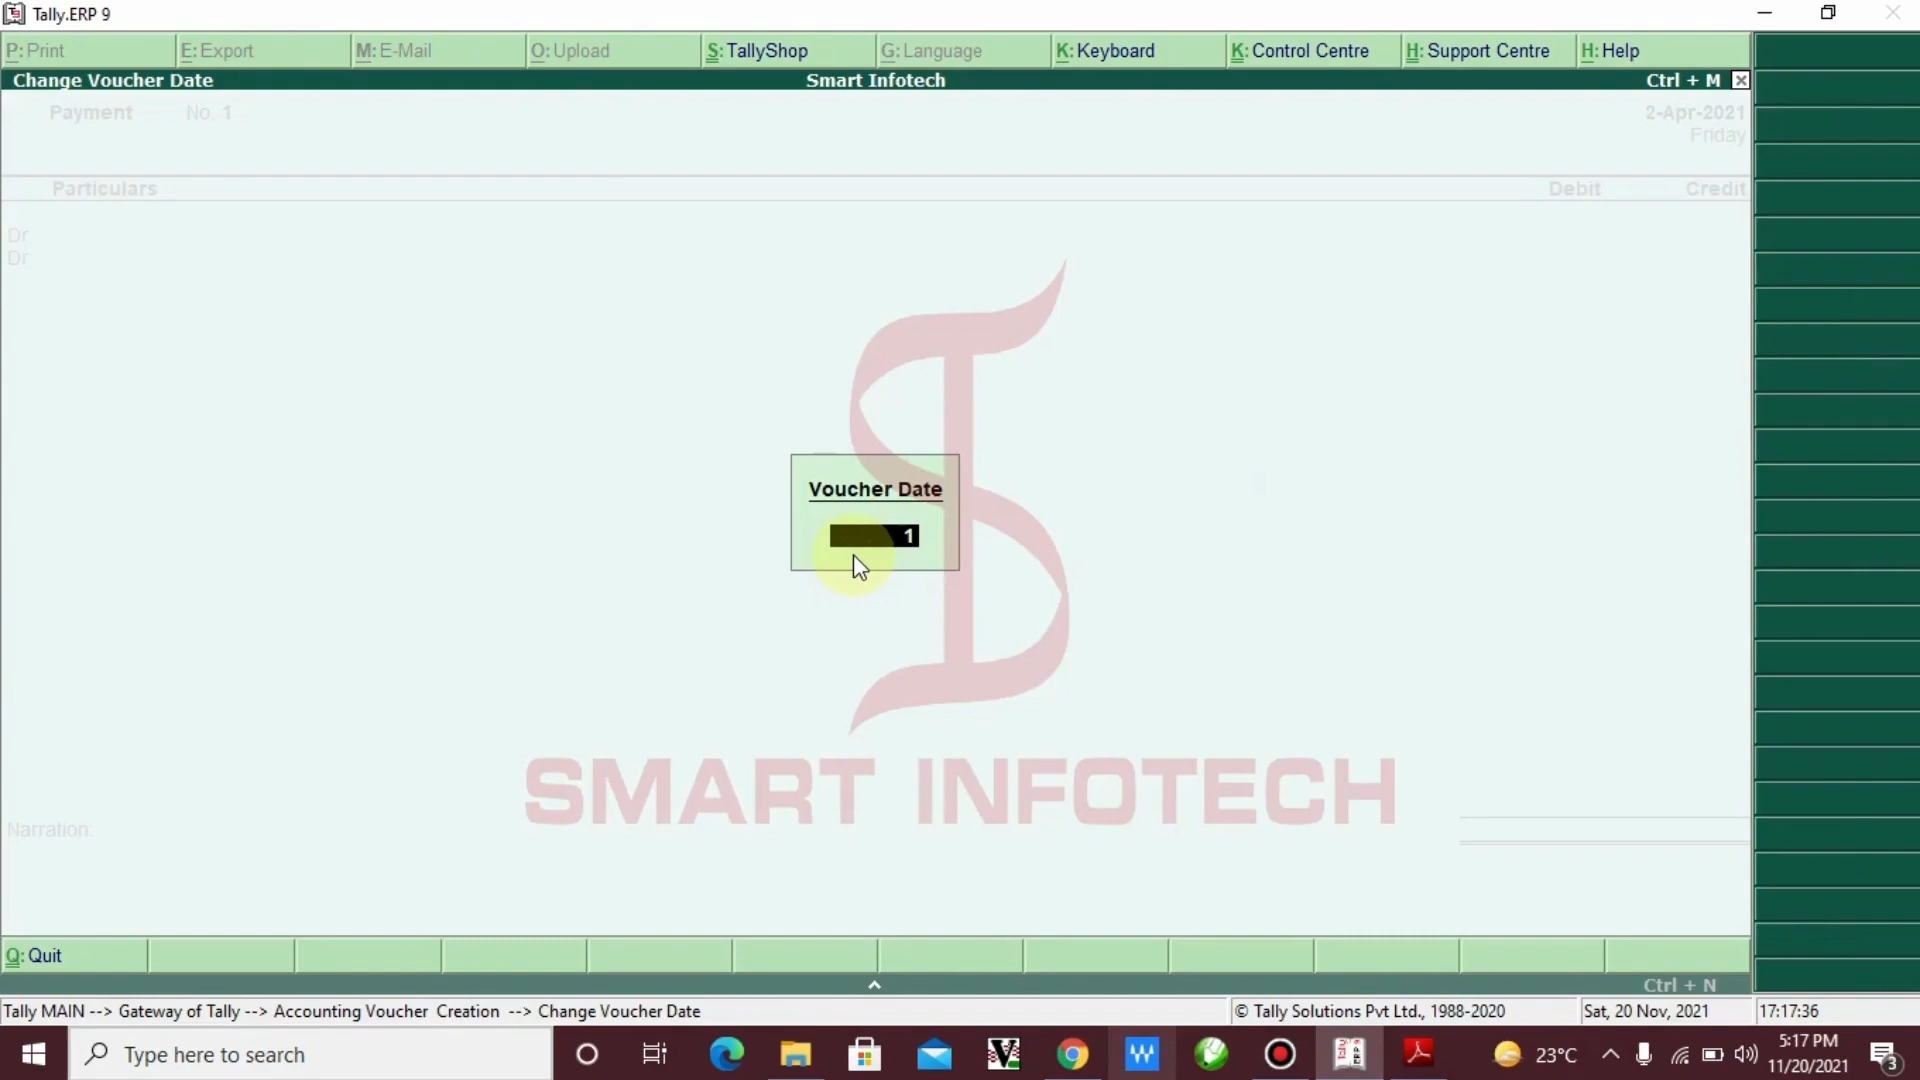 Tally.ERP 9
P: Print E: Export M: E-Mail O: Upload S: TallyShop G: Language K: Keyboard K: Control Centre H: Support Centre H: Help
Change Voucher Date Smart Infotech Ctrl + M
Payment No. 1 2-Apr-2021
Friday
Particulars Debit Credit
Dr
Dr
Voucher Date
1
SMART INFOTECH
Narration:
Q: Quit
Ctrl + N
Tally MAIN --> Gateway of Tally --> Accounting Voucher Creation --> Change Voucher Date © Tally Solutions Pvt Ltd., 1988-2020 Sat, 20 Nov, 2021 17:17:36
Type here to search 23°C 5:17 PM
11/20/2021 3